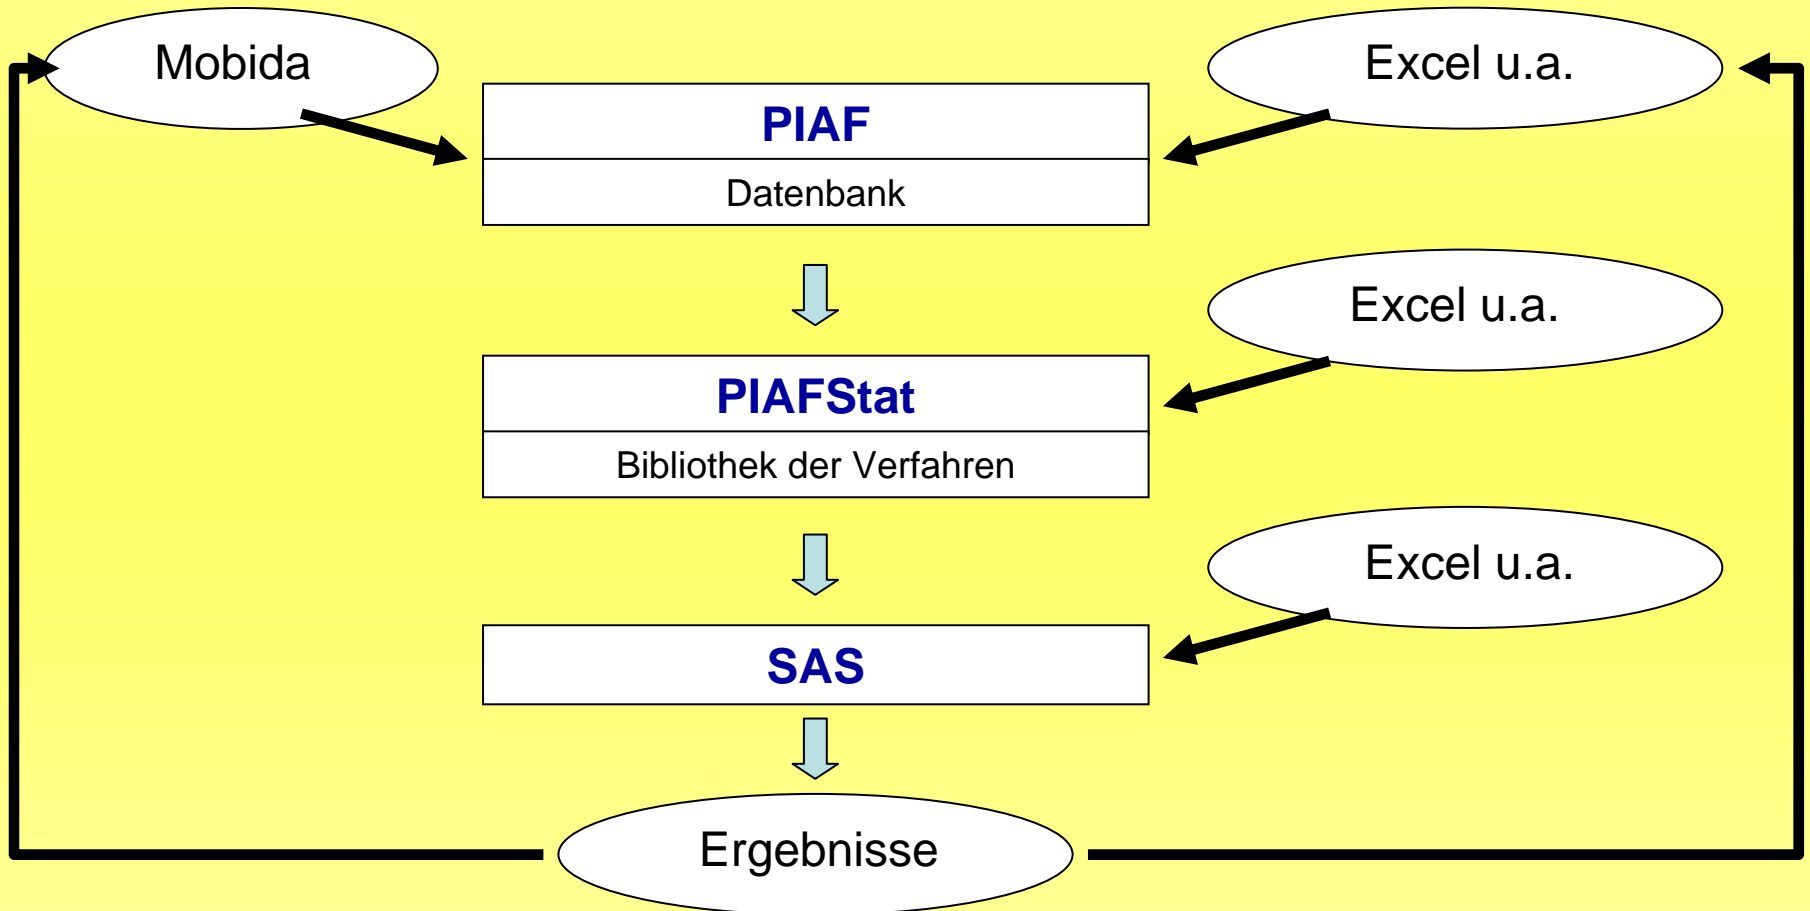 Mobida
Excel u.a.
PIAF
Datenbank
Excel u.a.
PIAFStat
Bibliothek der Verfahren
Excel u.a.
SAS
Ergebnisse